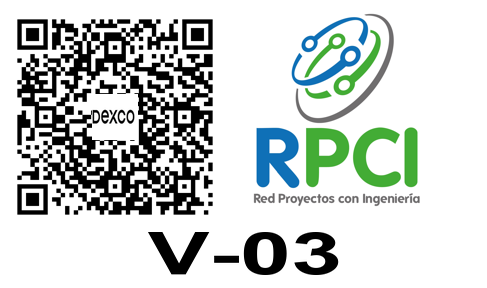 Dexco
RPCI
Red Proyectos con Ingeniería
V-03